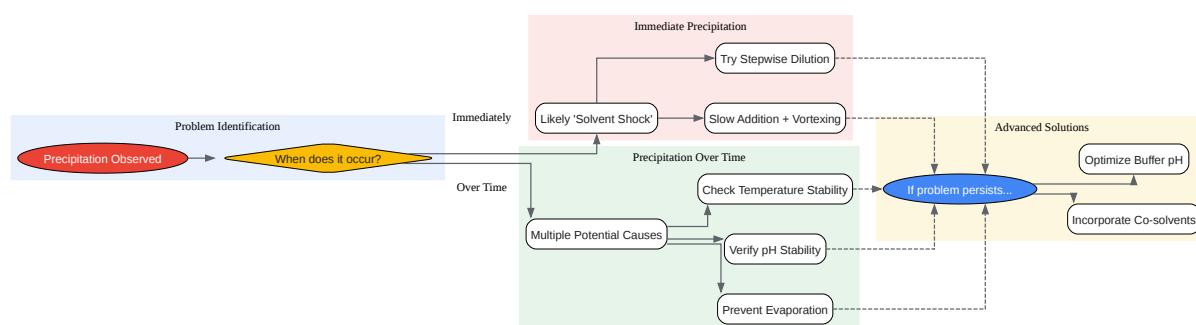 Problem Identification
Precipitation Observed
When does it occur?
Immediately
Over Time
Immediate Precipitation
Try Stepwise Dilution
Likely 'Solvent Shock'
Slow Addition + Vortexing
Precipitation Over Time
Check Temperature Stability
Multiple Potential Causes
Verify pH Stability
Prevent Evaporation
Advanced Solutions
Optimize Buffer pH
If problem persists...
Incorporate Co-solvents